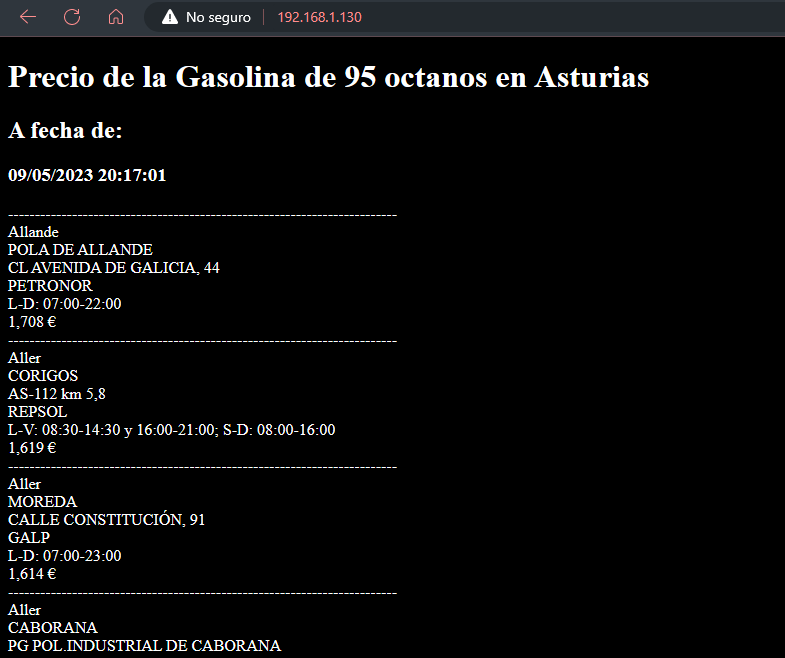 No seguro
192.168.1.130
Precio de la Gasolina de 95 octanos en Asturias
A fecha de:
09/05/2023 20:17:01
-------------------------------------------------------------------------
Allande
POLA DE ALLANDE
CL AVENIDA DE GALICIA, 44
PETRONOR
L-D: 07:00-22:00
1,708 €
-------------------------------------------------------------------------
Aller
CORIGOS
AS-112 km 5,8
REPSOL
L-V: 08:30-14:30 y 16:00-21:00; S-D: 08:00-16:00
1,619 €
-------------------------------------------------------------------------
Aller
MOREDA
CALLE CONSTITUCIÓN, 91
GALP
L-D: 07:00-23:00
1,614 €
-------------------------------------------------------------------------
Aller
CABORANA
PG POL.INDUSTRIAL DE CABORANA